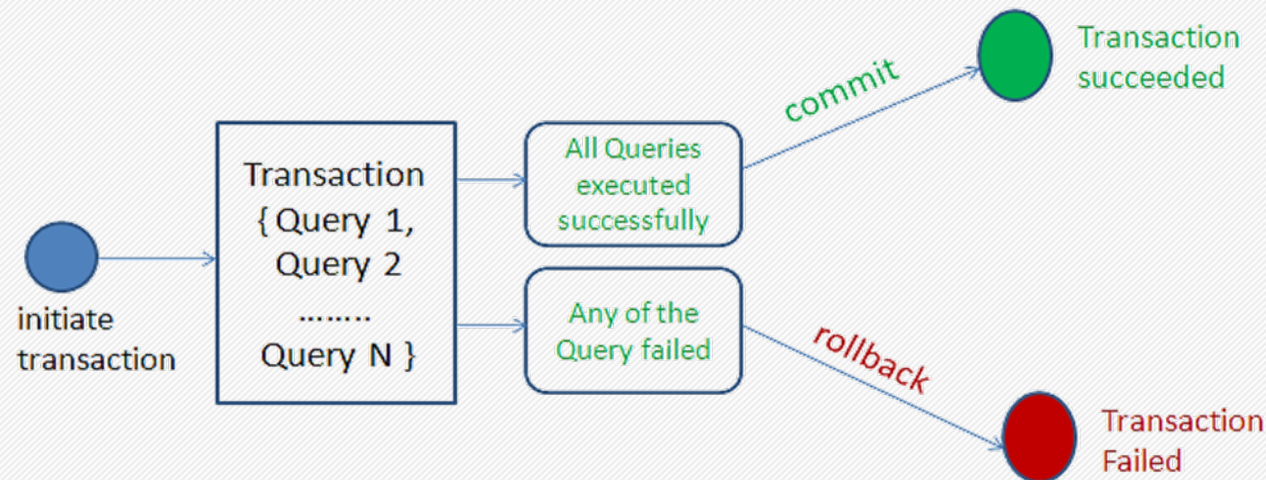 initiate
transaction
Transaction
{ Query 1,
Query 2
........
Query N }
All Queries
executed
successfully
Any of the
Query failed
commit
rollback
Transaction
succeeded
Transaction
Failed